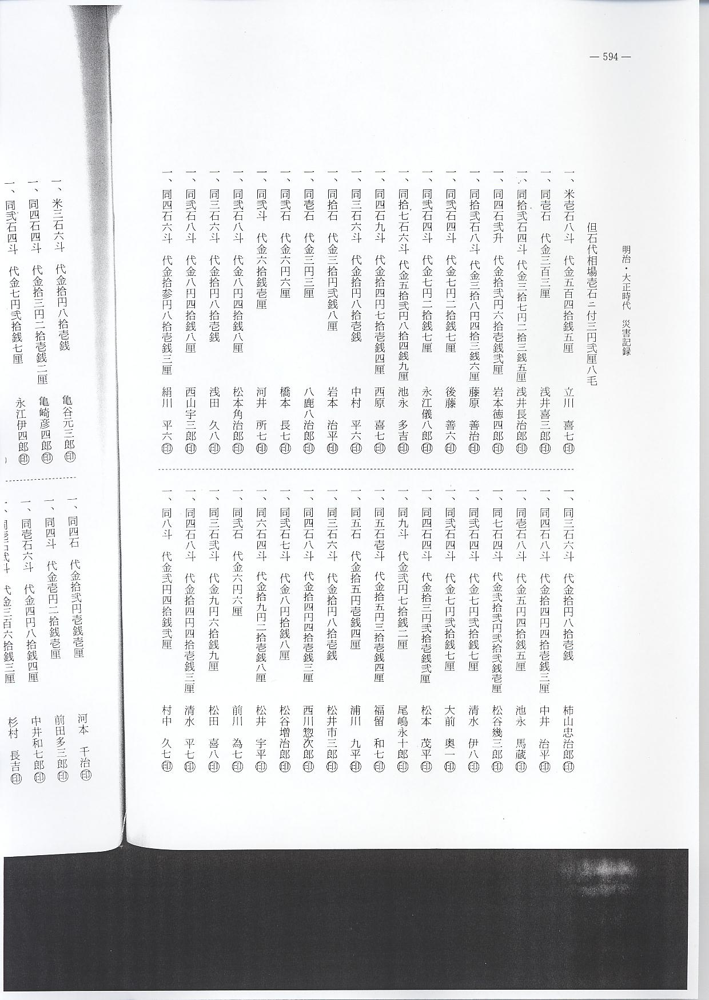 — 594 —
明治・大正時代 災害記録
但石代相場壱石ニ付三円弐厘八毛
一、米壱石八斗 代金五百四拾銭五厘 立川 喜七㊞
一、同壱石 代金三百三厘 浅井喜三郎㊞
一、同拾弐石四斗 代金三拾七円二拾三銭五厘 浅井長治郎㊞
一、同四石弐升 代金拾弐円六拾壱銭弐厘 岩本徳四郎㊞
一、同拾弐石八斗 代金三拾八円四拾三銭六厘 藤原 善治㊞
一、同弐石四斗 代金七円二拾銭七厘 後藤 善六㊞
一、同弐石四斗 代金七円二拾銭七厘 永江儀八郎㊞
一、同拾七石六斗 代金五拾弐円八拾四銭九厘 池永 多吉㊞
一、同四石九斗 代金拾四円七拾壱銭四厘 西原 喜七㊞
一、同三石六斗 代金拾円八拾壱銭 中村 平六㊞
一、同拾石 代金三拾円弐銭八厘 岩本 治平㊞
一、同壱石 代金三円三厘 八鹿八治郎㊞
一、同弐石 代金六円六厘 橋本 長七㊞
一、同弐斗 代金六拾銭壱厘 河井 所七㊞
一、同弐石八斗 代金八円四拾銭八厘 松本角治郎㊞
一、同三石六斗 代金拾円八拾壱銭 浅田 久八㊞
一、同弐石八斗 代金八円四拾銭八厘 西山宇三郎㊞
一、同四石六斗 代金拾参円八拾壱銭三厘 絹川 平六㊞
一、同三石六斗 代金拾円八拾壱銭 柿山忠治郎㊞
一、同四石八斗 代金拾四円四拾壱銭三厘 中井 治平㊞
一、同壱石八斗 代金五円四拾銭五厘 池永 馬蔵㊞
一、同七石四斗 代金弐拾弐円弐拾弐銭壱厘 松谷幾三郎㊞
一、同弐石四斗 代金七円弐拾銭七厘 清水 伊八㊞
一、同弐石四斗 代金七円弐拾銭七厘 大前 奥一㊞
一、同四石四斗 代金拾三円弐拾壱銭弐厘 松本 茂平㊞
一、同九斗 代金弐円七拾銭二厘 尾嶋永十郎㊞
一、同五石壱斗 代金拾五円三拾壱銭四厘 福留 和七㊞
一、同五石 代金拾五円壱銭四厘 浦川 九平㊞
一、同三石六斗 代金拾円八拾壱銭 松井市三郎㊞
一、同四石八斗 代金拾四円四拾壱銭三厘 西川惣次郎㊞
一、同弐石七斗 代金八円拾銭八厘 松谷増治郎㊞
一、同六石四斗 代金拾九円二拾壱銭八厘 松井 宇平㊞
一、同弐石 代金六円六厘 前川 為七㊞
一、同三石弐斗 代金九円六拾銭九厘 松田 喜八㊞
一、同四石八斗 代金拾四円四拾壱銭三厘 清水 平七㊞
一、同八斗 代金弐円四拾銭弐厘 村中 久七㊞
一、米三石六斗 代金拾円八拾壱銭 亀谷元三郎㊞
一、同四石四斗 代金拾三円二拾壱銭二厘 亀崎彦四郎㊞
一、同弐石四斗 代金七円弐拾銭七厘 永江伊四郎㊞
一、同四石 代金拾弐円壱銭壱厘 河本 千治㊞
一、同四斗 代金壱円二拾銭壱厘 前田多三郎㊞
一、同壱石六斗 代金四円八拾銭四厘 中井和七郎㊞
一、同壱石弐斗 代金三百六拾銭三厘 杉村 長吉㊞